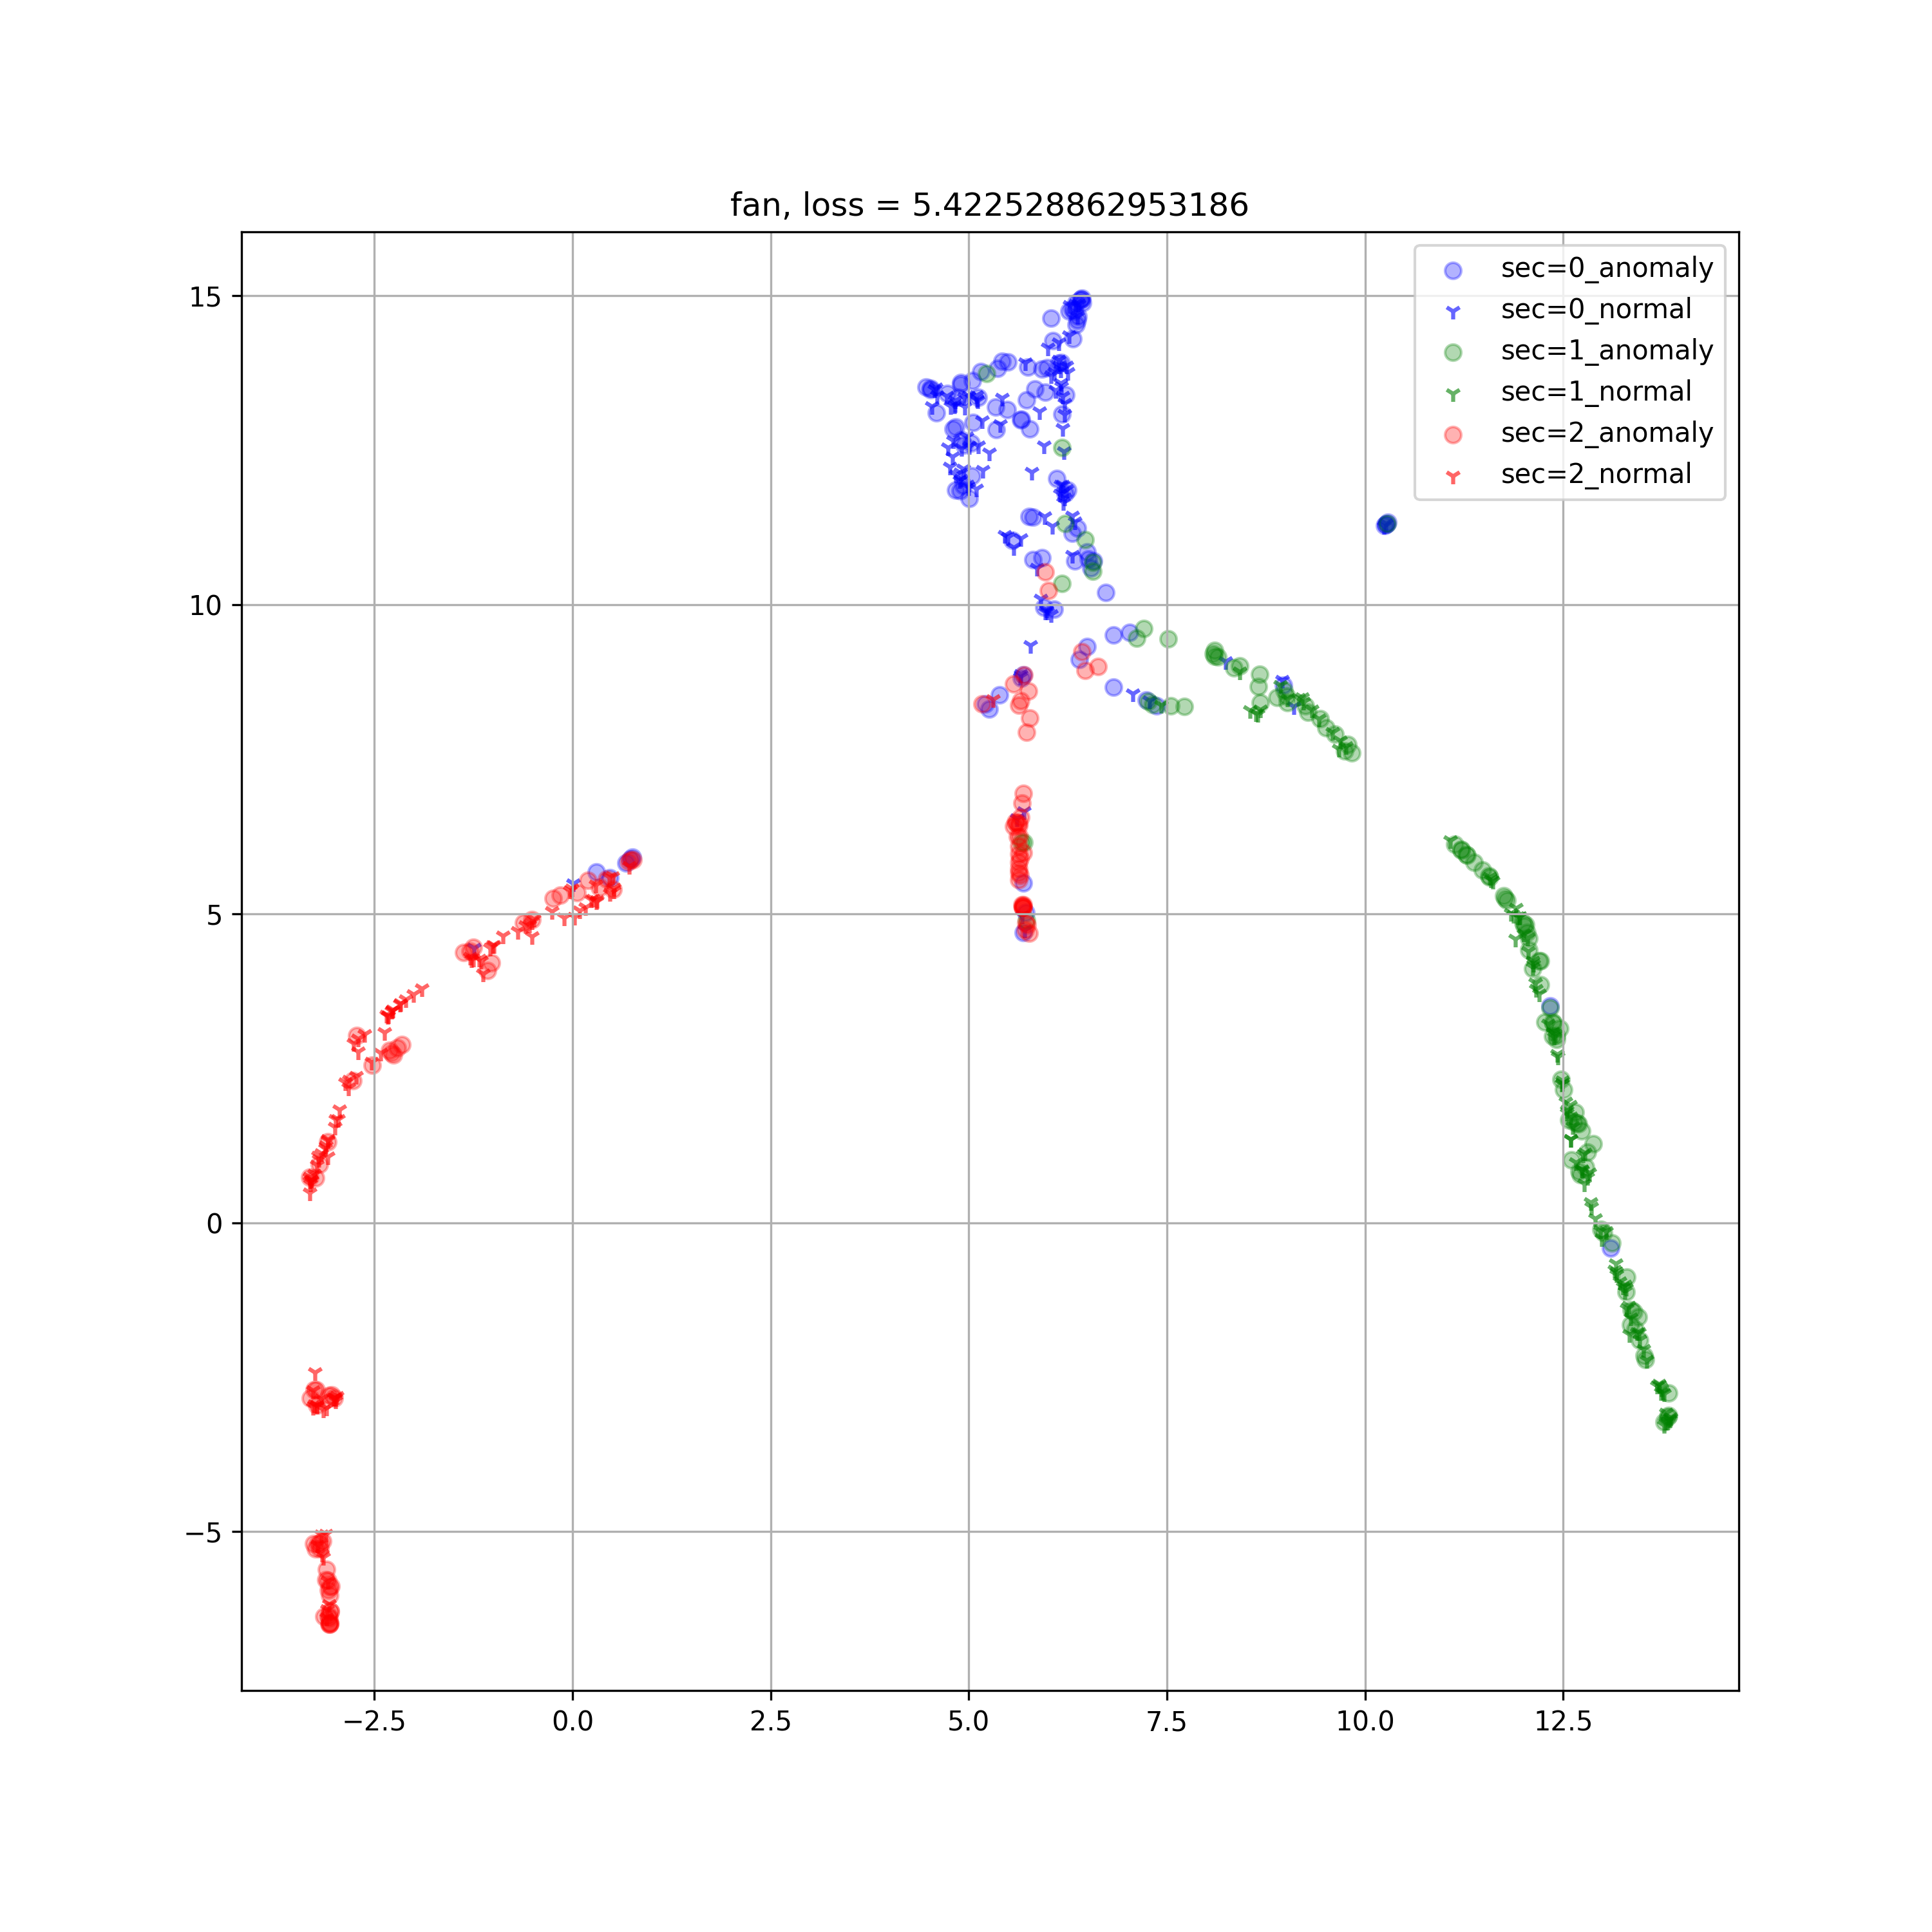 fan, loss = 5.422528862953186
sec=0_anomaly
sec=0_normal
sec=1_anomaly
sec=1_normal
sec=2_anomaly
sec=2_normal
15
10
5
0
−5
−2.5 0.0 2.5 5.0 7.5 10.0 12.5